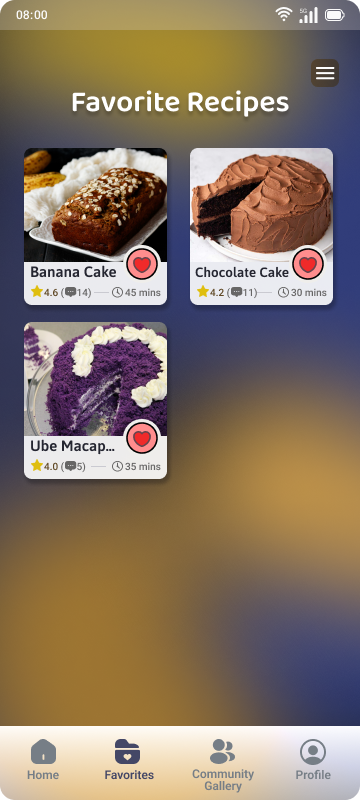 08:00
5G
Favorite Recipes
Banana Cake
4.6 (14) 45 mins
Chocolate Cake
4.2 (11) 30 mins
Ube Macap...
4.0 (5) 35 mins
Home
Favorites
Community
Gallery
Profile